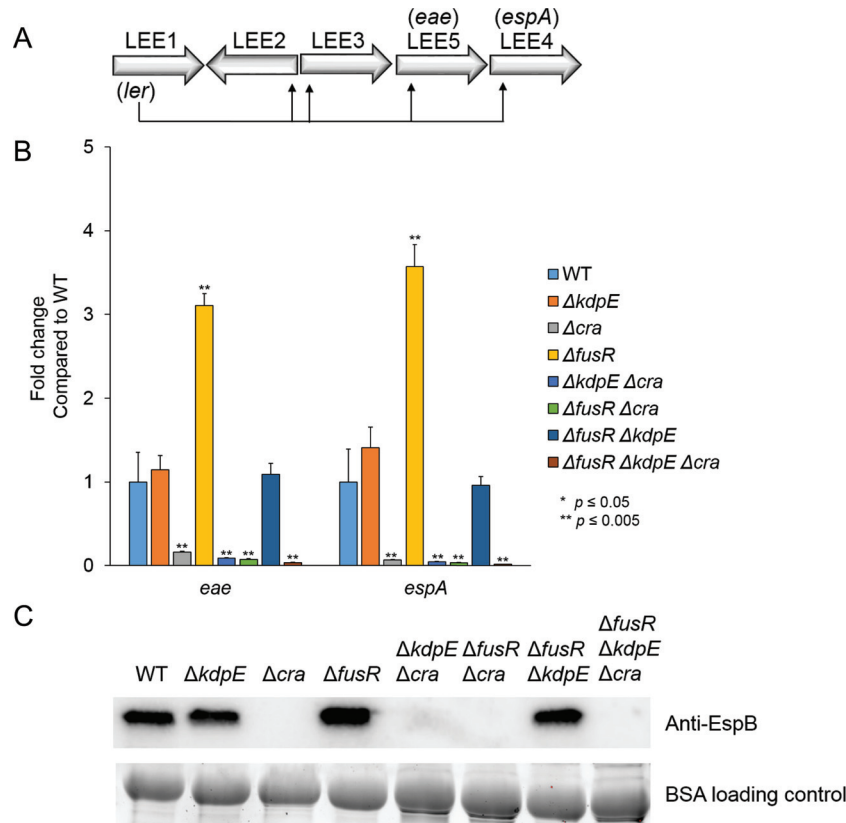 A
(eae) (espA)
LEE1 LEE2 LEE3 LEE5 LEE4
(ler)
B
Fold change
Compared to WT
5
4
3
2
1
0
** **
** ** ** **
** ** ** **
eae espA
WT
ΔkdpE
Δcra
ΔfusR
ΔkdpE Δcra
ΔfusR Δcra
ΔfusR ΔkdpE
ΔfusR ΔkdpE Δcra
* p ≤ 0.05
** p ≤ 0.005
C
WT ΔkdpE Δcra ΔfusR ΔkdpE Δcra ΔfusR Δcra ΔfusR ΔkdpE ΔfusR ΔkdpE Δcra
Anti-EspB
BSA loading control